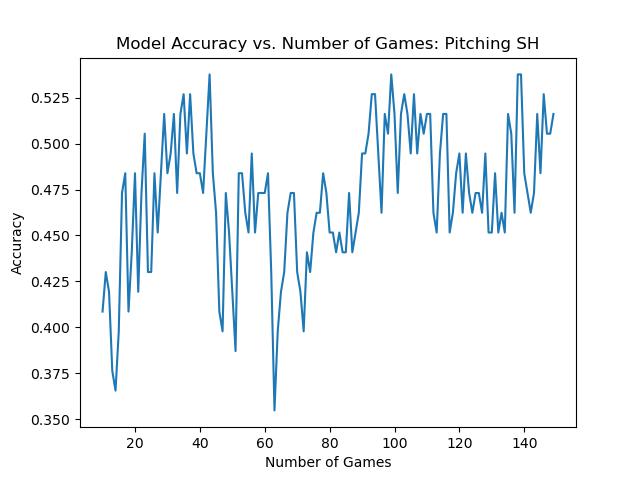 Model Accuracy vs. Number of Games: Pitching SH
0.525
0.500
0.475
0.450
0.425
0.400
0.375
0.350
Accuracy
20 40 60 80 100 120 140
Number of Games